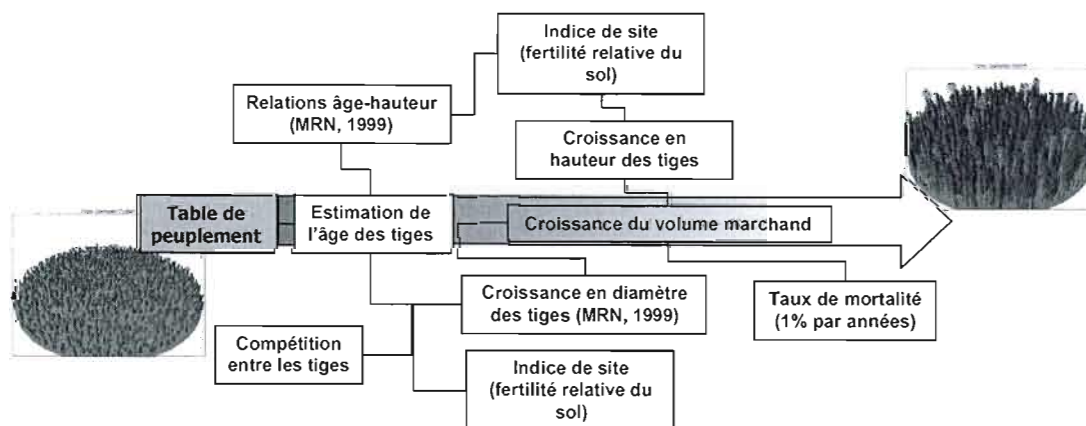 Indice de site
(fertilité relative du
sol)
Relations âge-hauteur
(MRN, 1999)
Croissance en
hauteur des tiges
Table de
peuplement
Estimation de
l'âge des tiges
Croissance du volume marchand
Croissance en diamètre
des tiges (MRN, 1999)
Taux de mortalité
(1% par années)
Compétition
entre les tiges
Indice de site
(fertilité relative du
sol)